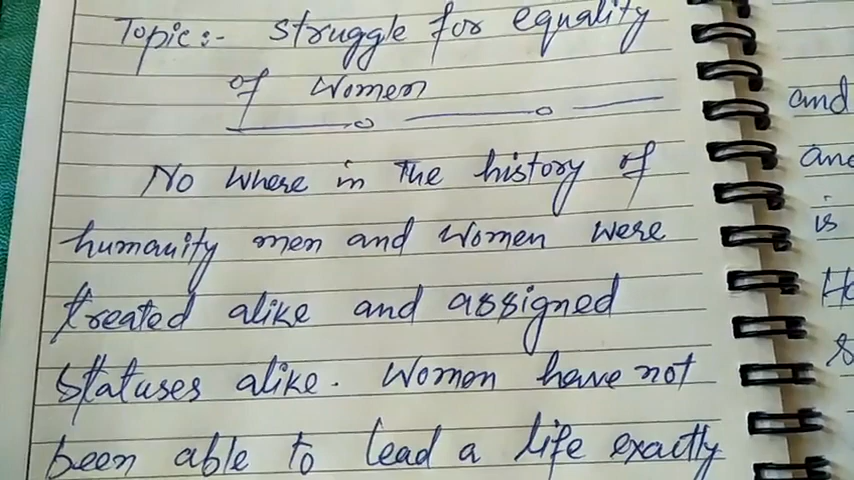 Topic:- Struggle for equality
of Women
No where in the history of
humanity men and women were
treated alike and assigned
statuses alike. Women have not
been able to lead a life exactly
and
and
is